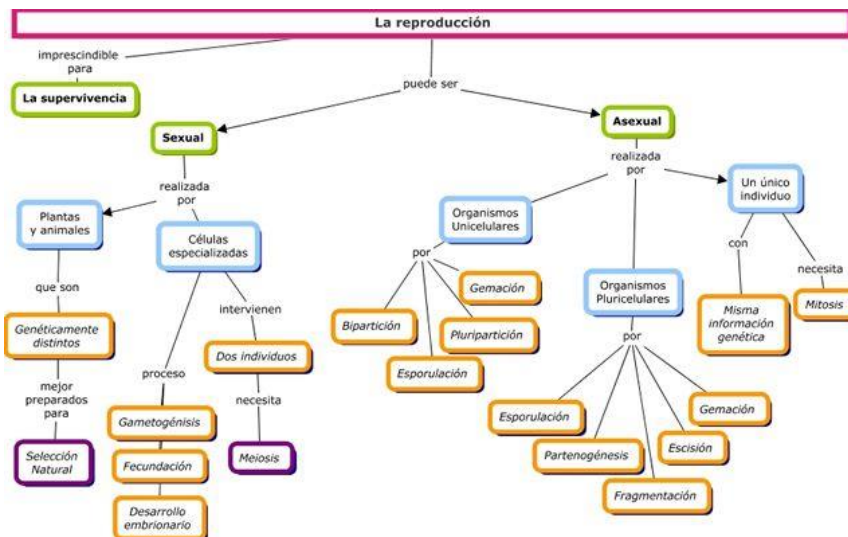 La reproducción
imprescindible
para
La supervivencia
puede ser
Sexual
Asexual
realizada
por
Plantas
y animales
Células
especializadas
que son
Genéticamente
distintos
mejor
preparados
para
Selección
Natural
proceso
Gametogénisis
Fecundación
Desarrollo
embrionario
intervienen
Dos individuos
necesita
Meiosis
realizada
por
Organismos
Unicelulares
por
Bipartición
Esporulación
Pluripartición
Gemación
Organismos
Pluricelulares
por
Esporulación
Partenogénesis
Fragmentación
Escisión
Gemación
Un único
individuo
con
Misma
información
genética
necesita
Mitosis